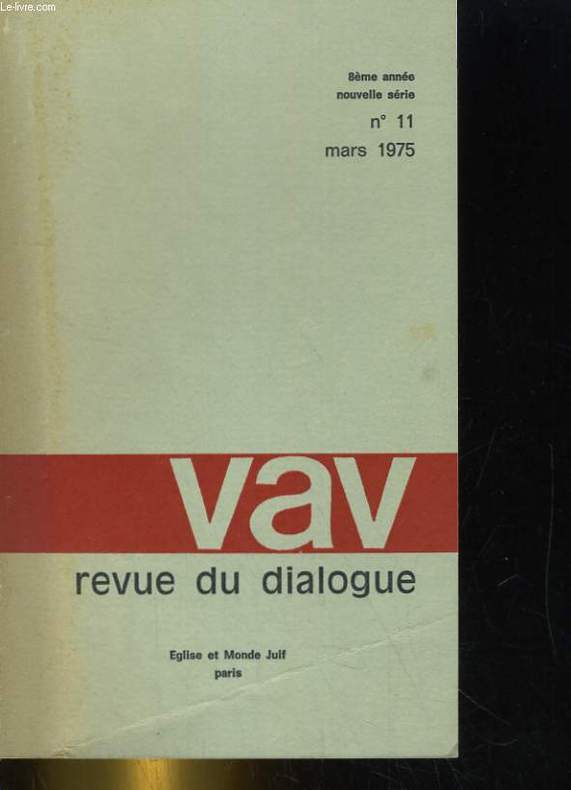 Le-livre.com
8ème année
nouvelle série
n° 11
mars 1975
vav
revue du dialogue
Eglise et Monde Juif
paris